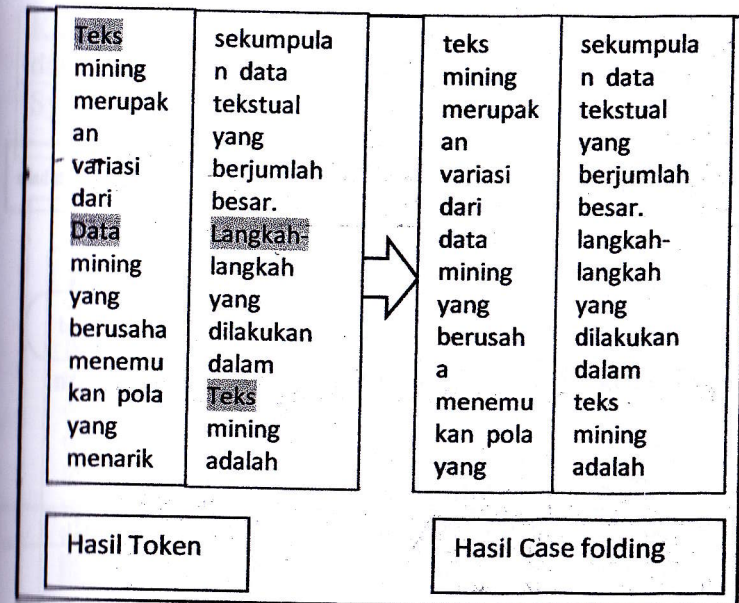 Teks
mining
merupak
an
variasi
dari
Data
mining
yang
berusaha
menemu
kan pola
yang
menarik
sekumpula
n data
tekstual
yang
berjumlah
besar.
Langkah-
langkah
yang
dilakukan
dalam
Teks
mining
adalah
teks
mining
merupak
an
variasi
dari
data
mining
yang
berusah
a
menemu
kan pola
yang
sekumpula
n data
tekstual
yang
berjumlah
besar.
langkah-
langkah
yang
dilakukan
dalam
teks
mining
adalah
Hasil Token
Hasil Case folding